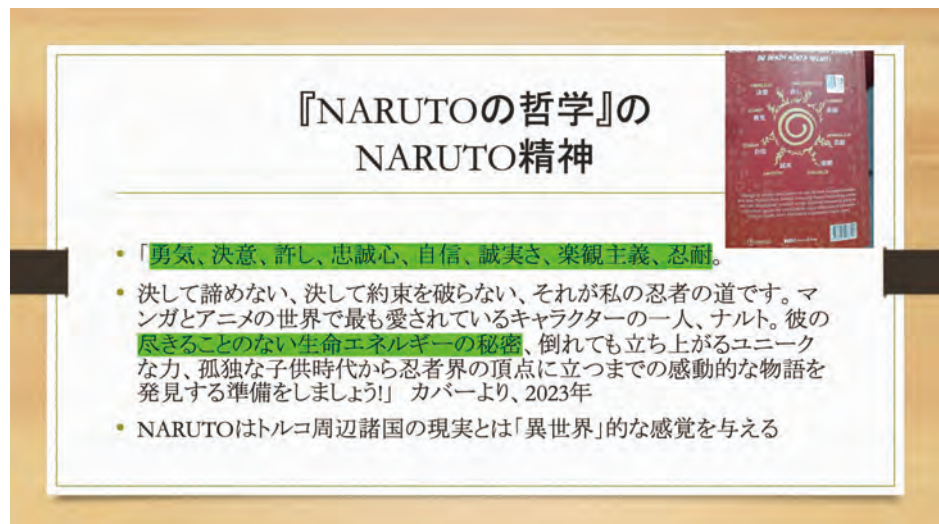 『NARUTOの哲学』の
NARUTO精神
• 「勇気、決意、許し、忠誠心、自信、誠実さ、楽観主義、忍耐。
• 決して諦めない、決して約束を破らない、それが私の忍者の道です。マ
ンガとアニメの世界で最も愛されているキャラクターの一人、ナルト。彼の
尽きることのない生命エネルギーの秘密、倒れても立ち上がるユニーク
な力、孤独な子供時代から忍者界の頂点に立つまでの感動的な物語を
発見する準備をしましょう!」 カバーより、2023年
• NARUTOはトルコ周辺諸国の現実とは「異世界」的な感覚を与える